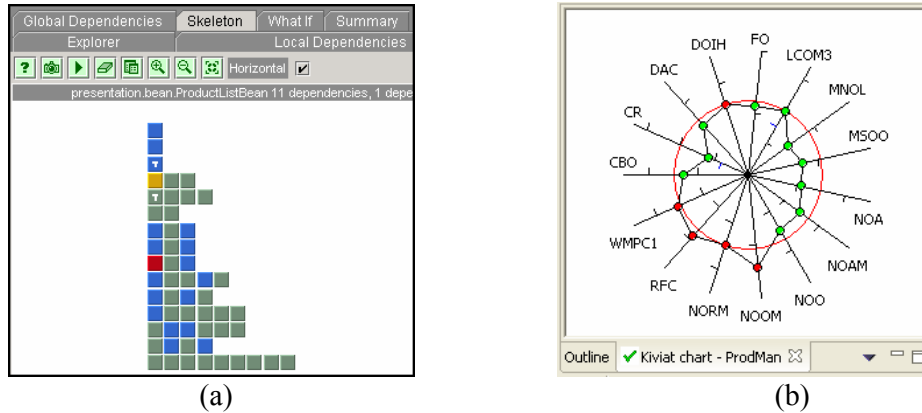 Global Dependencies Skeleton What If Summary
Explorer Local Dependencies
? Horizontal
presentation.bean.ProductListBean 11 dependencies, 1 depe
T
T
(a)
FO
DOIH LCOM3
DAC MNOL
CR MSOO
CBO NOA
WMPC1 NOAM
RFC NOO
NORM NOOM
Outline Kiviat chart - ProdMan
(b)